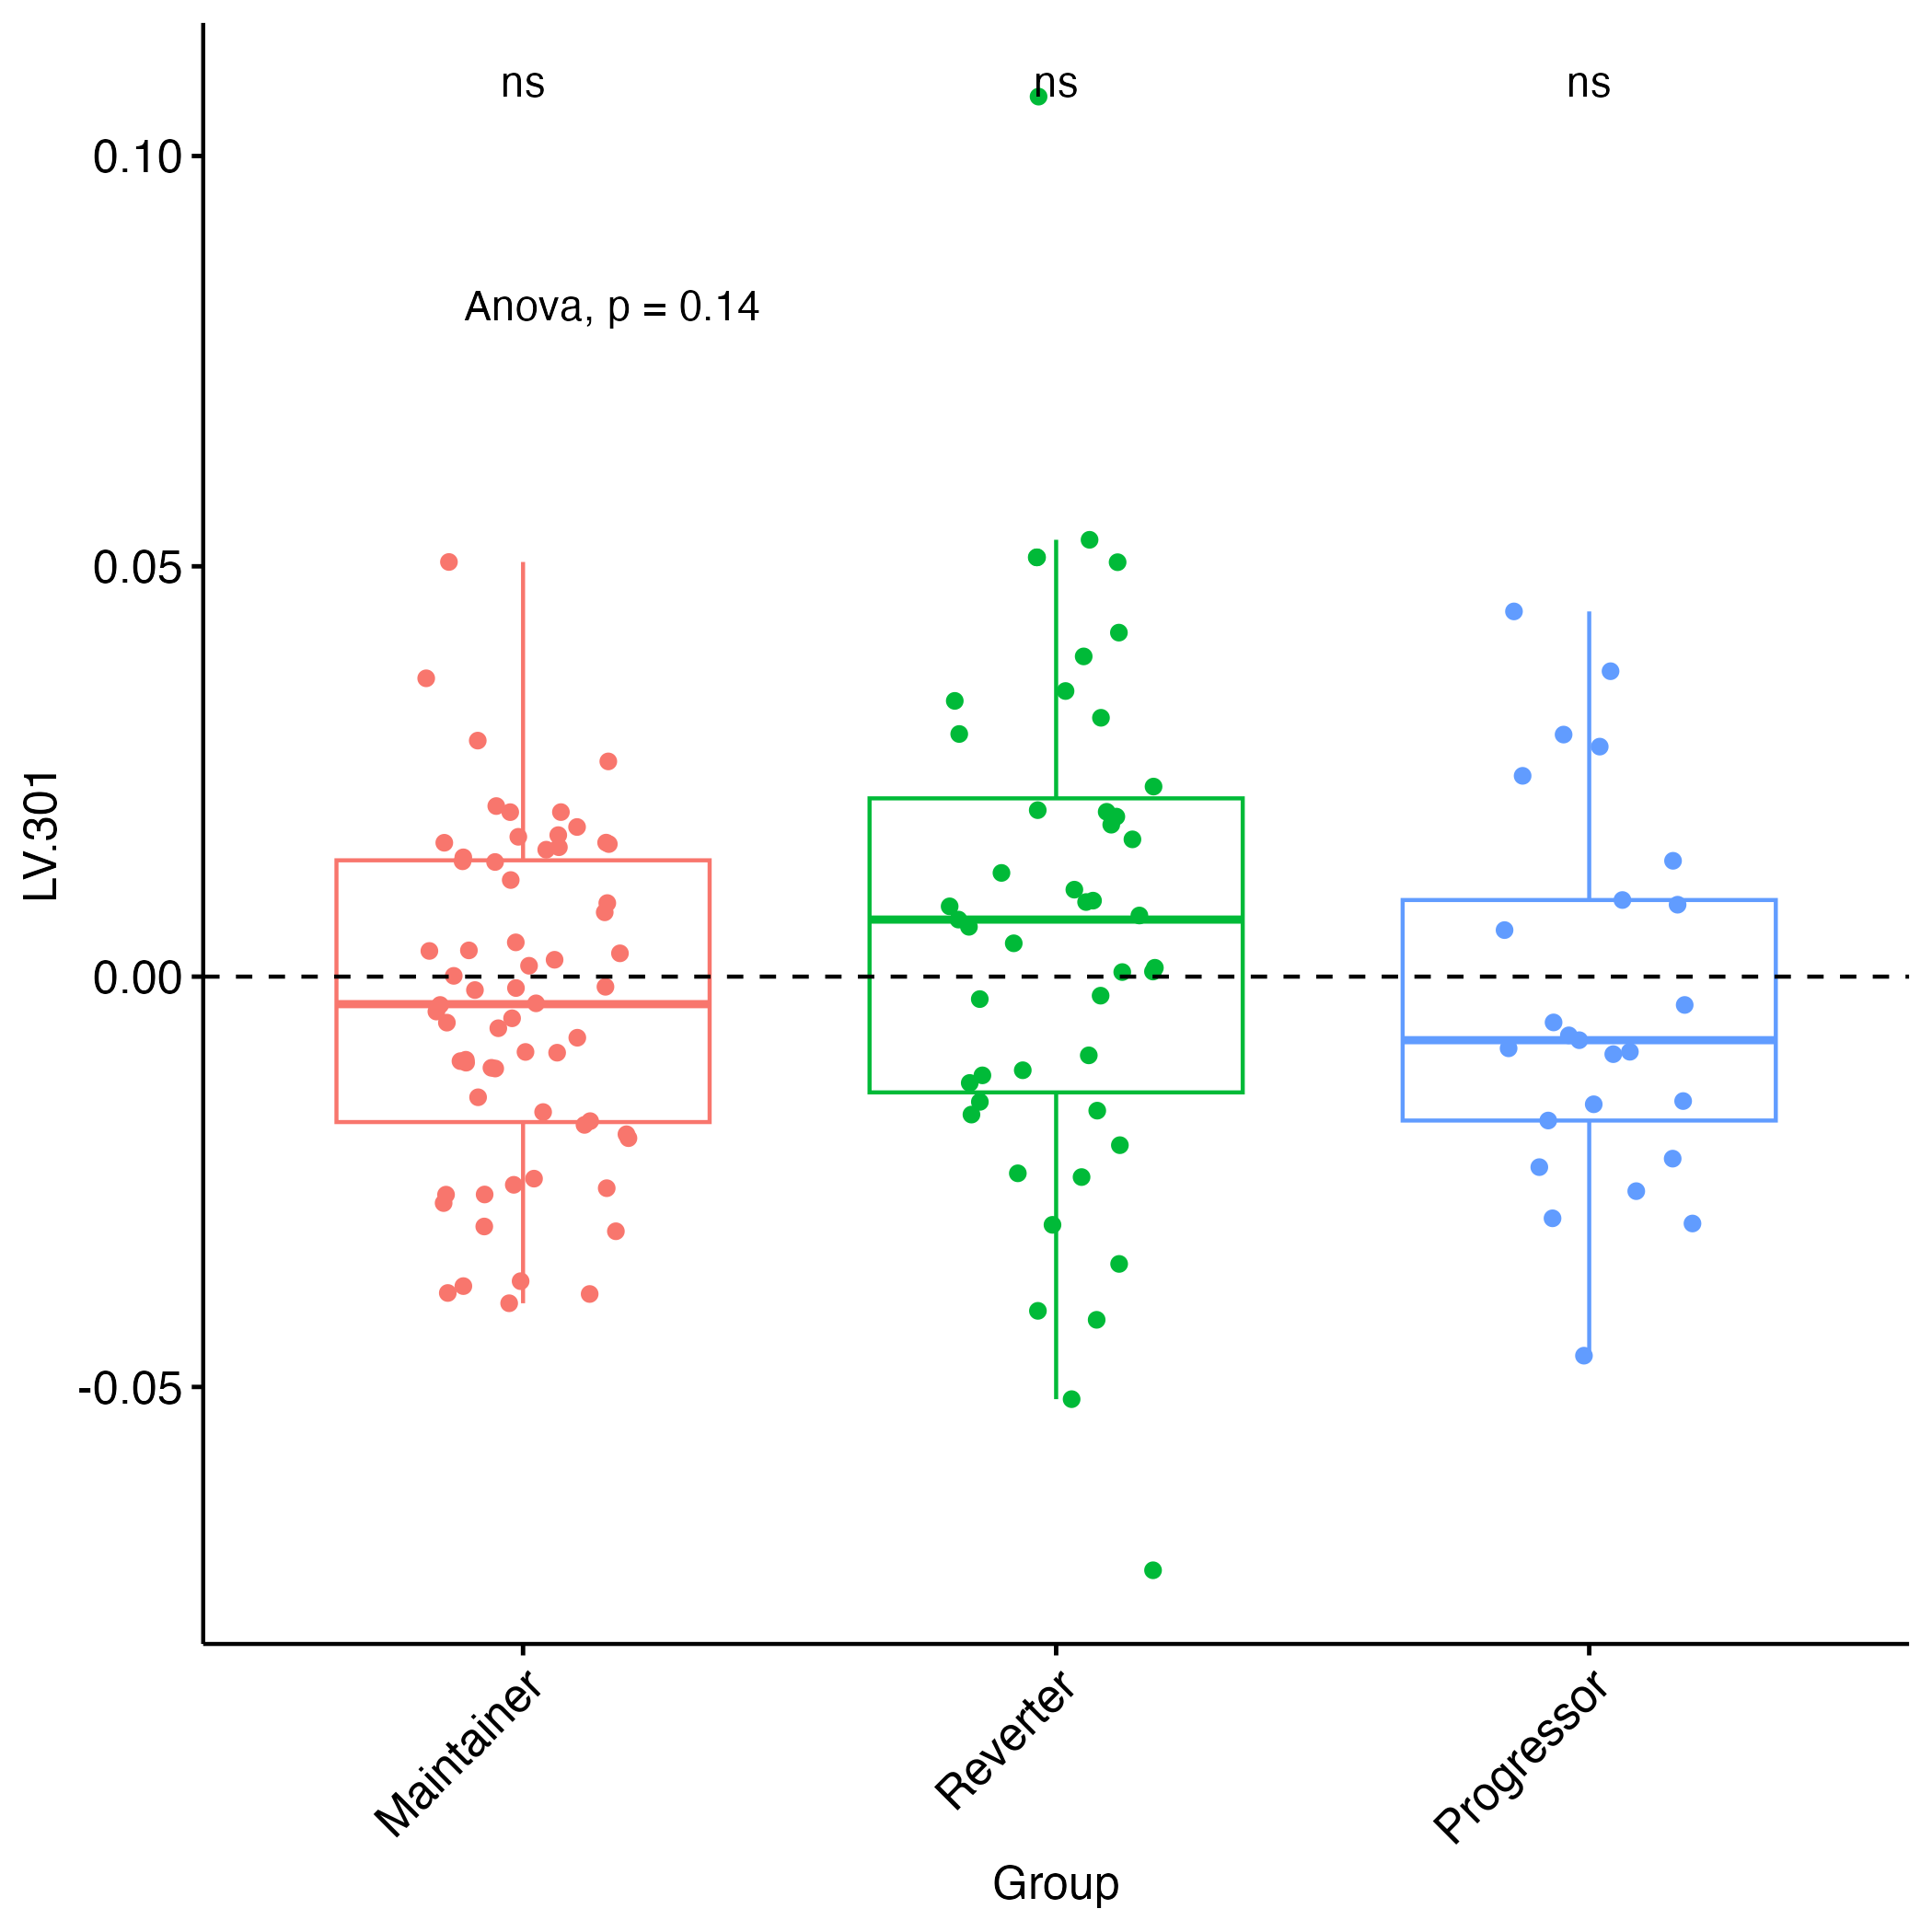 ns ns ns
Anova, p = 0.14
0.10
0.05
0.00
-0.05
LV.301
Maintainer
Reverter
Progressor
Group